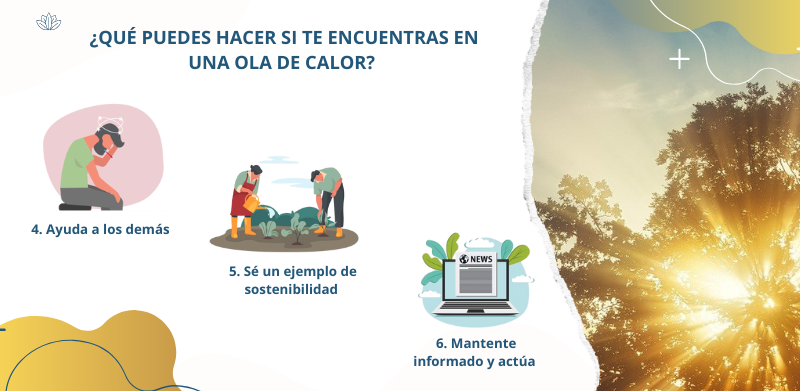 ¿QUÉ PUEDES HACER SI TE ENCUENTRAS EN
UNA OLA DE CALOR?
4. Ayuda a los demás
5. Sé un ejemplo de
sostenibilidad
NEWS
6. Mantente
informado y actúa